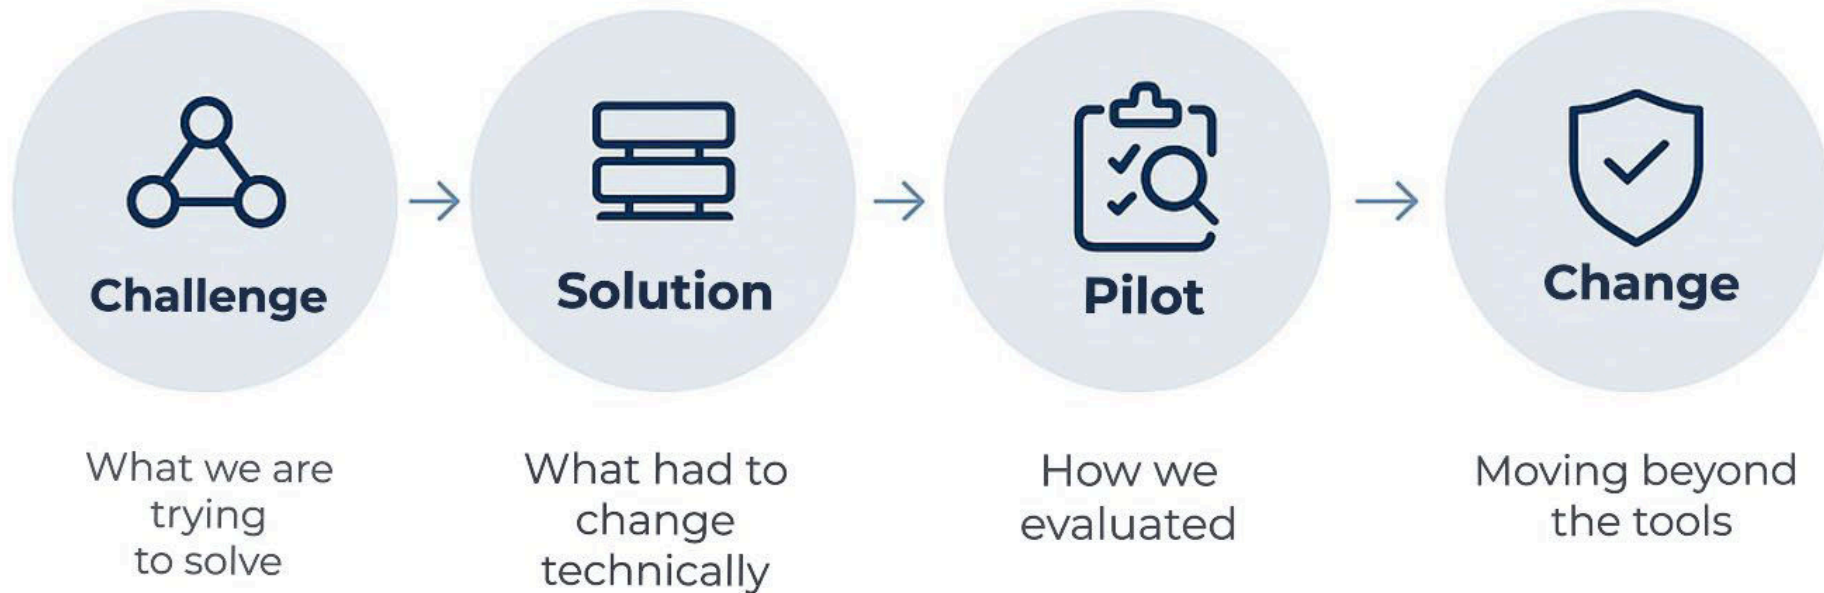 Challenge
What we are
trying
to solve
Solution
What had to
change
technically
Pilot
How we
evaluated
Change
Moving beyond
the tools